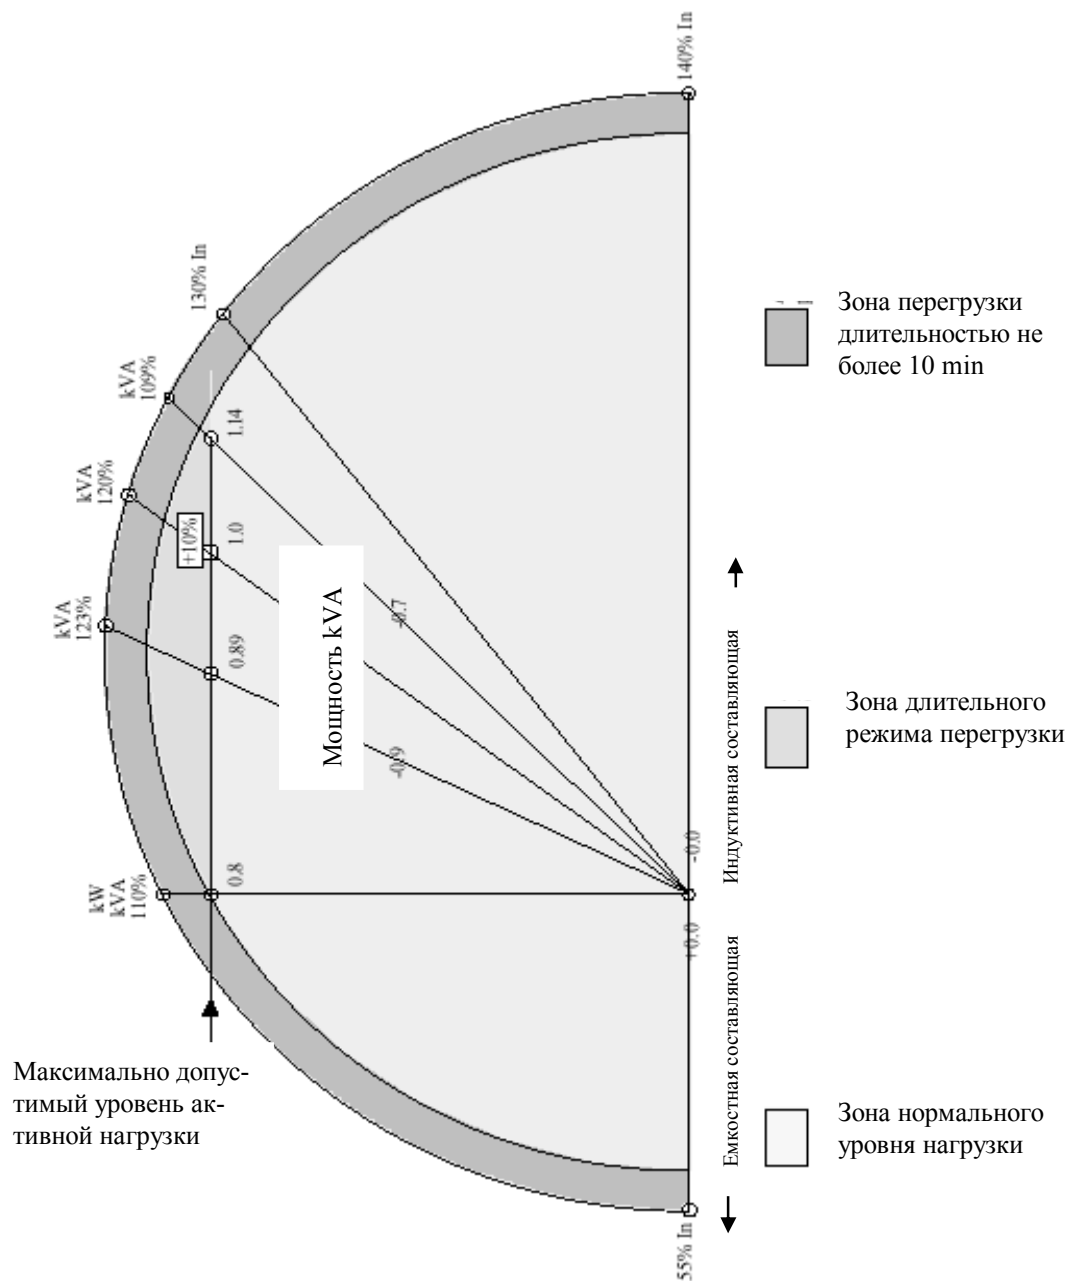 140% In
130% In
kVA
109%
kVA
120%
kVA
123%
kW
kVA
110%
1.14
1.0
+10%
0.89
0.8
Мощность kVA
-0.7
-0.9
-0.0
+0.0
55% In
Индуктивная составляющая
Емкостная составляющая
Максимально допус-
тимый уровень ак-
тивной нагрузки
Зона перегрузки
длительностью не
более 10 min
Зона длительного
режима перегрузки
Зона нормального
уровня нагрузки